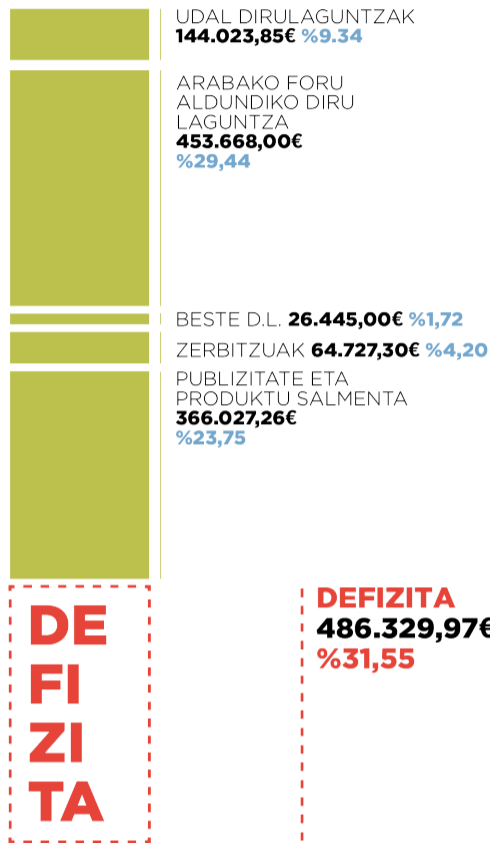 UDAL DIRULAGUNTZAK
144.023,85€ %9.34
ARABAKO FORU
ALDUNDIKO DIRU
LAGUNTZA
453.668,00€
%29,44
BESTE D.L. 26.445,00€ %1,72
ZERBITZUAK 64.727,30€ %4,20
PUBLIZITATE ETA
PRODUKTU SALMENTA
366.027,26€
%23,75
DE
FI
ZI
TA
DEFIZITA
486.329,97€
%31,55